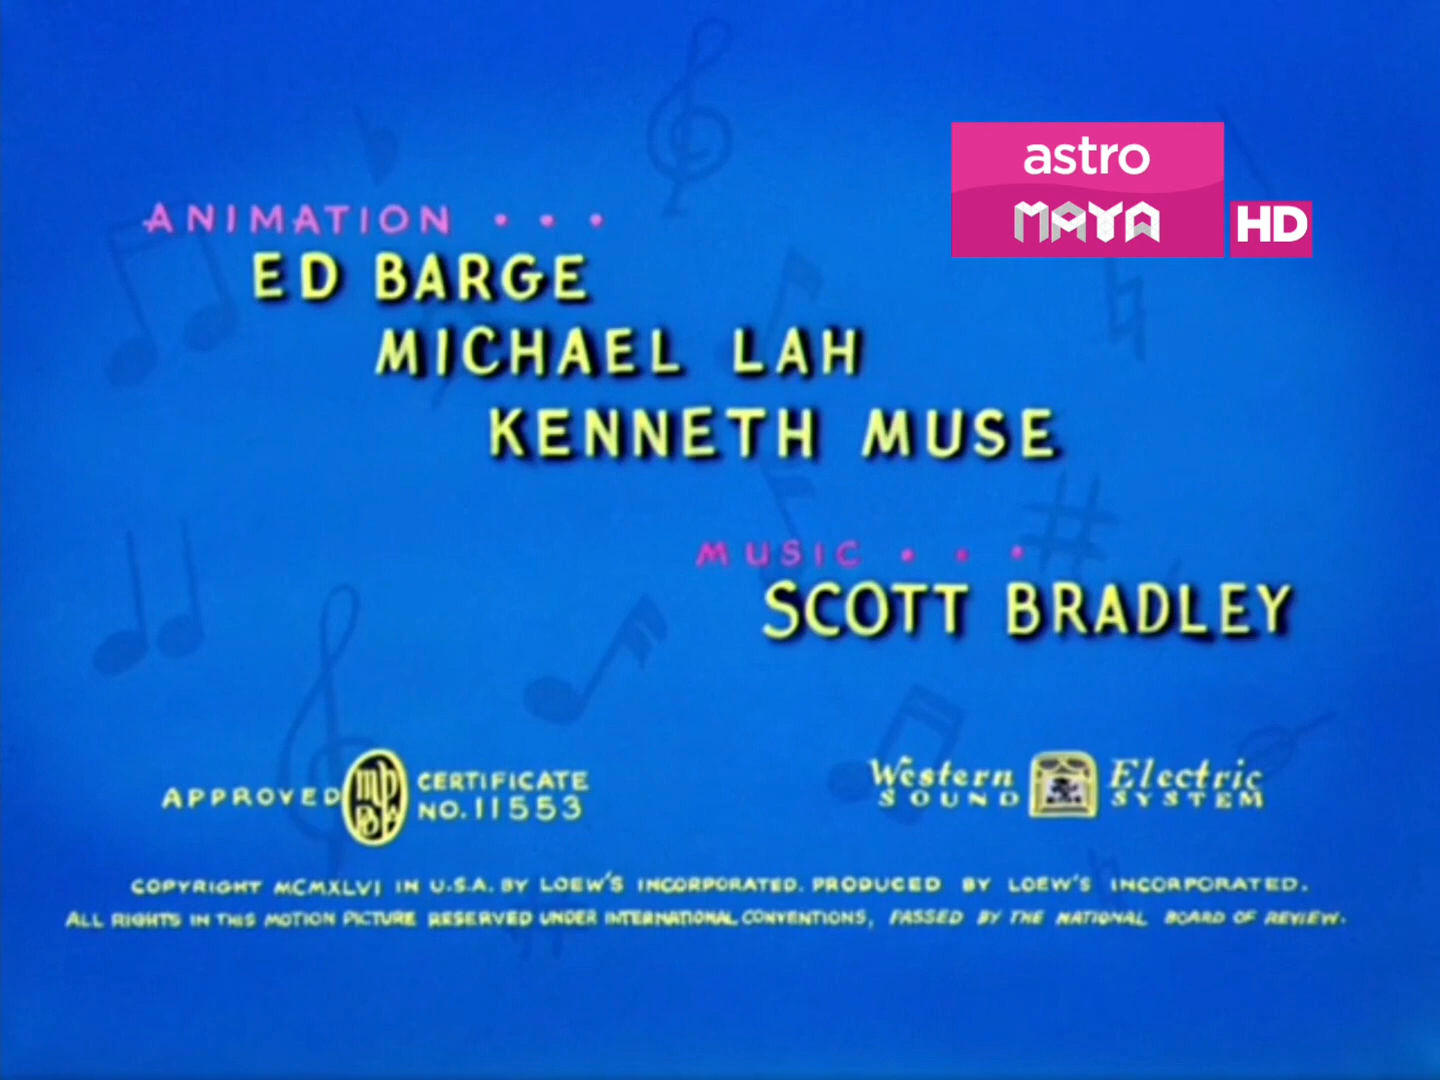 astro
MAYA HD
ANIMATION . . .
ED BARGE
MICHAEL LAH
KENNETH MUSE
MUSIC . . .
SCOTT BRADLEY
APPROVED MPPDA CERTIFICATE
NO. 11553
Western Electric
SOUND SYSTEM
COPYRIGHT MCMXLVI IN U.S.A. BY LOEW'S INCORPORATED. PRODUCED BY LOEW'S INCORPORATED.
ALL RIGHTS IN THIS MOTION PICTURE RESERVED UNDER INTERNATIONAL CONVENTIONS, PASSED BY THE NATIONAL BOARD OF REVIEW.